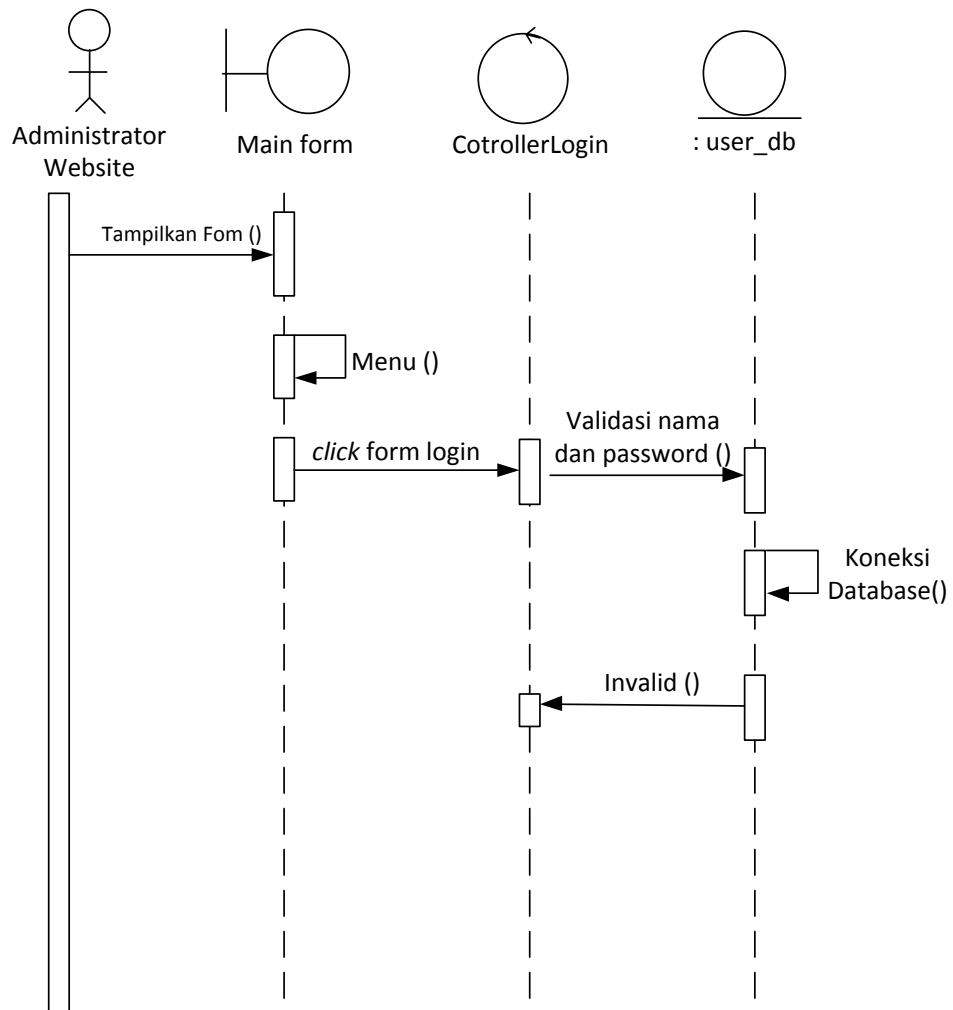 Administrator
Website
Main form
CotrollerLogin
: user_db
Tampilkan Fom ()
Menu ()
click form login
Validasi nama
dan password ()
Koneksi
Database()
Invalid ()